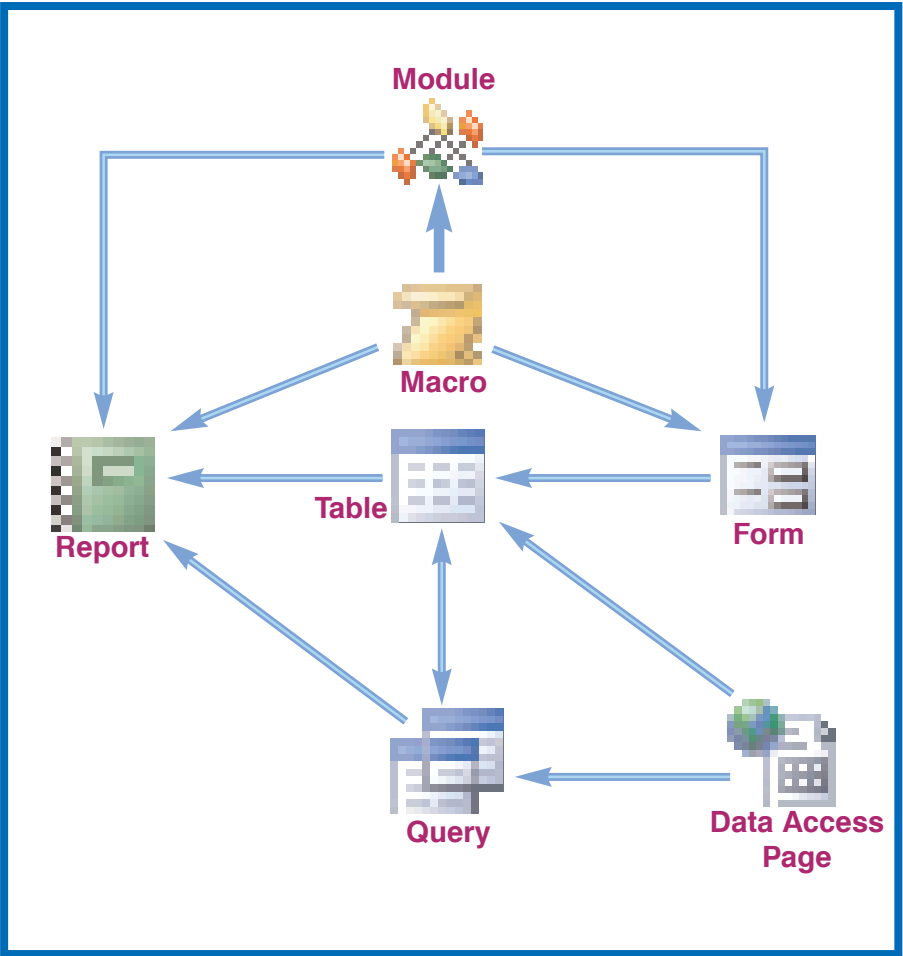 Module
Macro
Table
Report
Form
Query
Data Access
Page